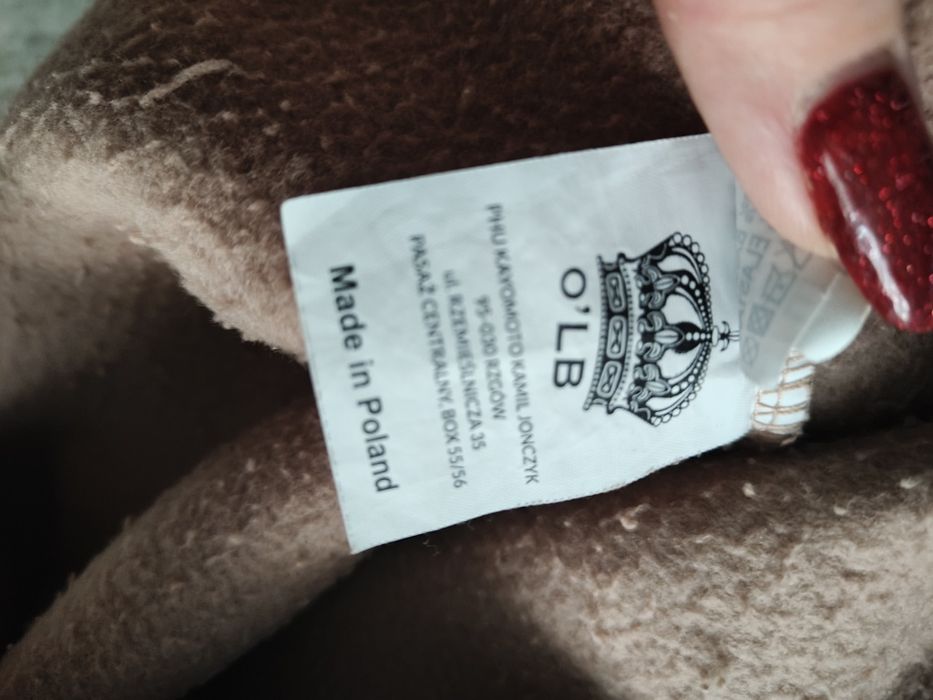 O'LB
PHU KAYOMOTO KAMIL JONCZYK
95-030 RZGÓW
ul. RZEMIEŚLNICZA 35
PASAŻ CENTRALNY, BOX 55/56
Made in Poland